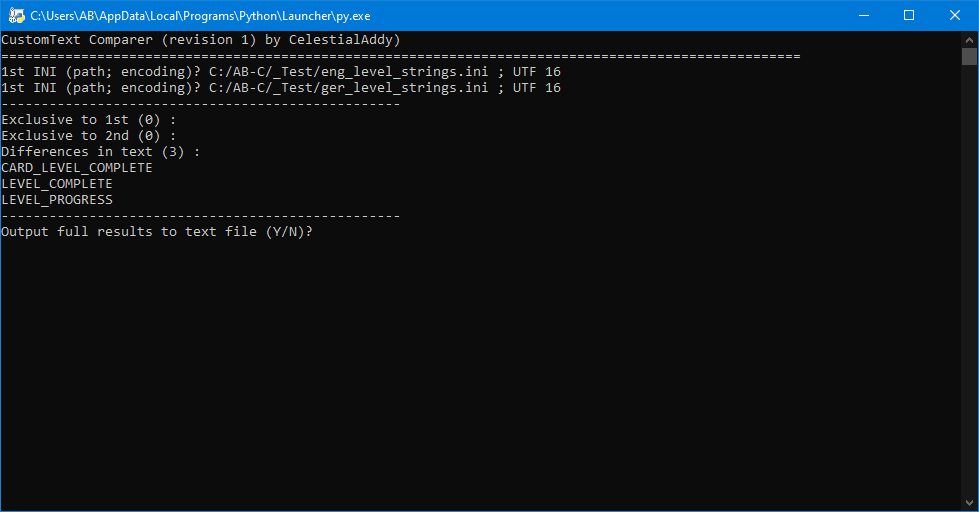 C:\Users\AB\AppData\Local\Programs\Python\Launcher\py.exe
CustomText Comparer (revision 1) by CelestialAddy)
====================================================================================================
1st INI (path; encoding)? C:/AB-C/_Test/eng_level_strings.ini ; UTF 16
1st INI (path; encoding)? C:/AB-C/_Test/ger_level_strings.ini ; UTF 16
--------------------------------------------------
Exclusive to 1st (0) :
Exclusive to 2nd (0) :
Differences in text (3) :
CARD_LEVEL_COMPLETE
LEVEL_COMPLETE
LEVEL_PROGRESS
--------------------------------------------------
Output full results to text file (Y/N)?